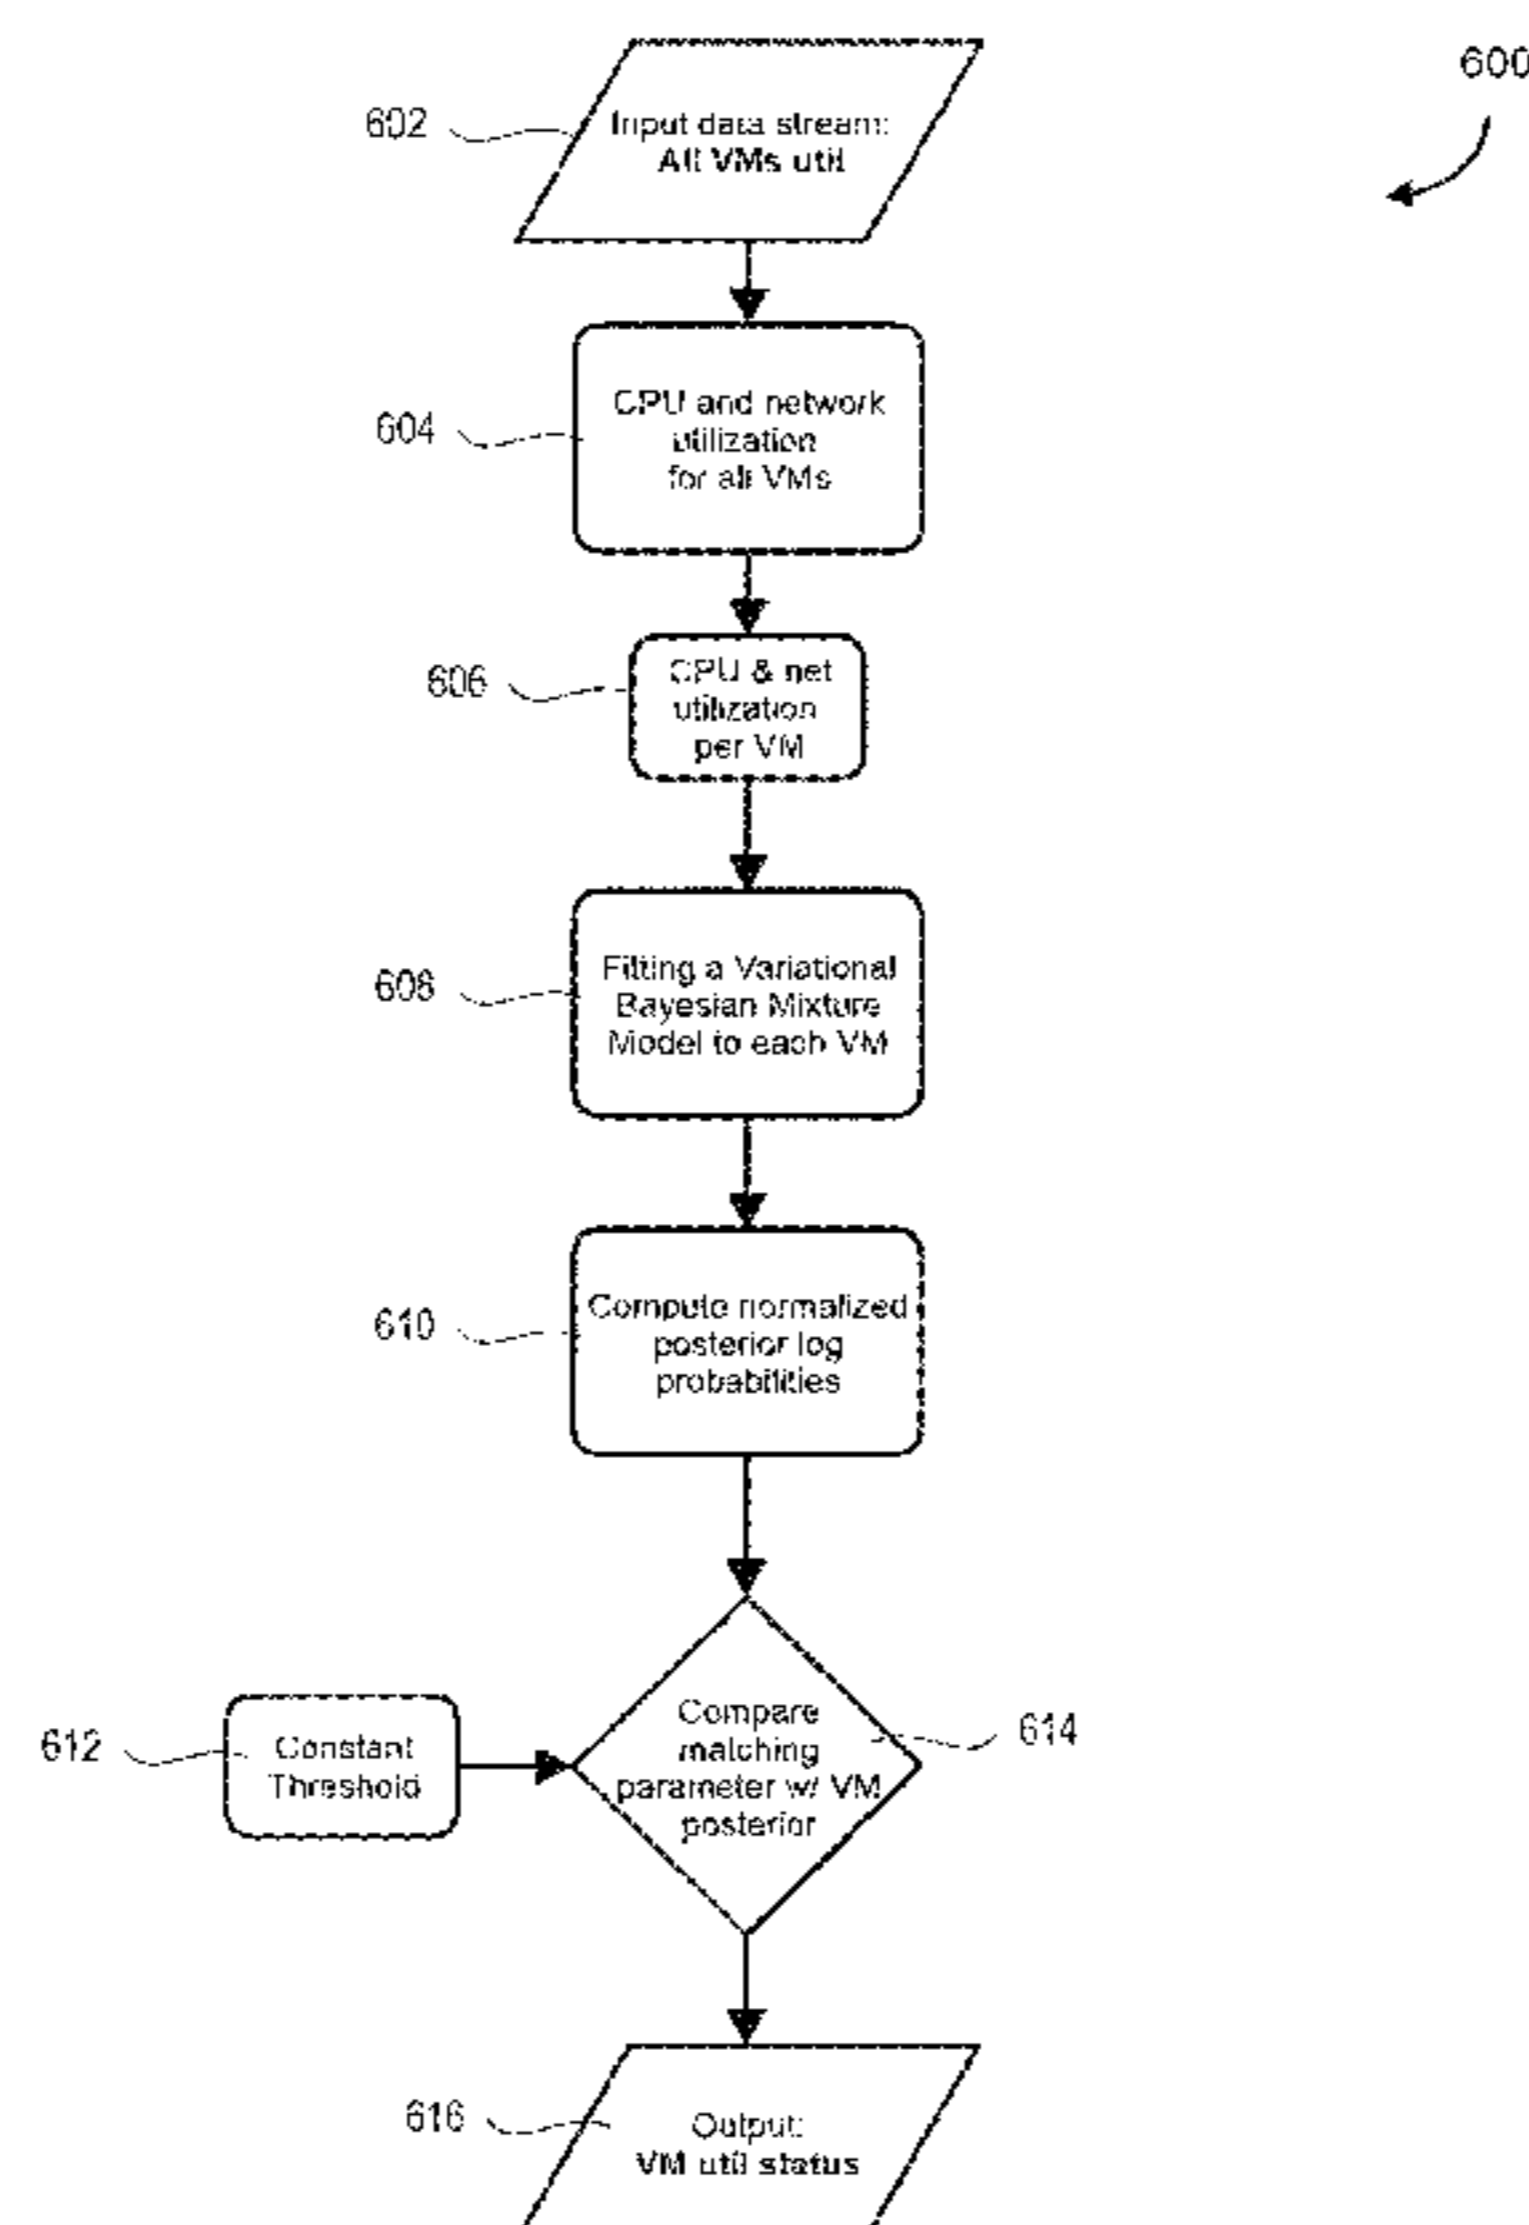 600
602
Input data stream:
All VMs util
604
CPU and network
utilization
for all VMs
606
CPU & net
utilization
per VM
608
Fitting a Variational
Bayesian Mixture
Model to each VM
610
Compute normalized
posterior log
probabilities
612
Constant
Threshold
Compare
matching
parameter w/ VM
posterior
614
616
Output:
VM util status